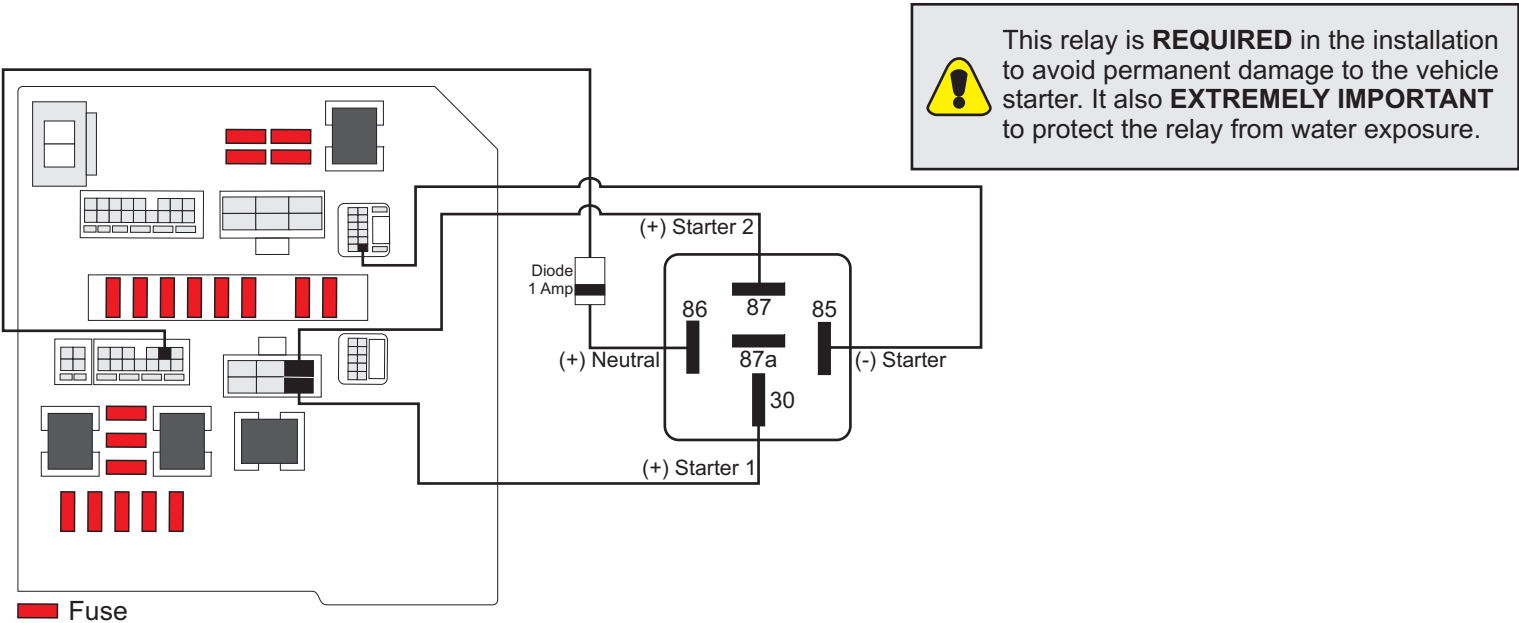 This relay is REQUIRED in the installation
to avoid permanent damage to the vehicle
starter. It also EXTREMELY IMPORTANT
to protect the relay from water exposure.
(+) Starter 2
Diode
1 Amp
86
87
85
(+) Neutral
87a
(-) Starter
30
(+) Starter 1
Fuse